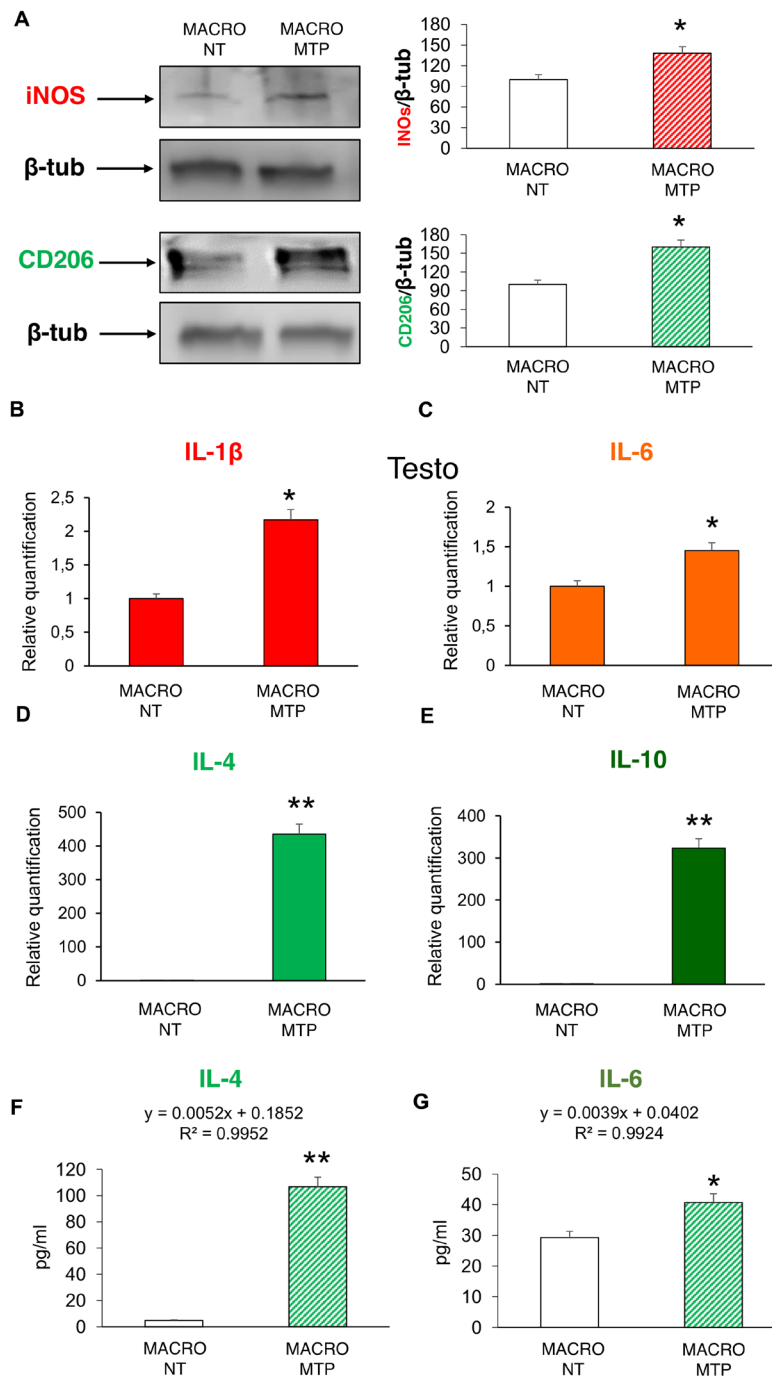 A
MACRO
NT
MACRO
MTP
iNOS
β-tub
CD206
β-tub
INOs/β-tub
180
150
120
90
60
30
0
*
MACRO
NT
MACRO
MTP
CD206/β-tub
180
150
120
90
60
30
0
*
MACRO
NT
MACRO
MTP
B
IL-1β
Relative quantification
2,5
2
1,5
1
0,5
0
*
MACRO
NT
MACRO
MTP
Testo
C
IL-6
Relative quantification
2
1,5
1
0,5
0
*
MACRO
NT
MACRO
MTP
D
IL-4
Relative quantification
500
400
300
200
100
0
**
MACRO
NT
MACRO
MTP
E
IL-10
Relative quantification
400
300
200
100
0
**
MACRO
NT
MACRO
MTP
F
IL-4
y = 0.0052x + 0.1852
R² = 0.9952
pg/ml
120
100
80
60
40
20
0
**
MACRO
NT
MACRO
MTP
G
IL-6
y = 0.0039x + 0.0402
R² = 0.9924
pg/ml
50
40
30
20
10
0
*
MACRO
NT
MACRO
MTP